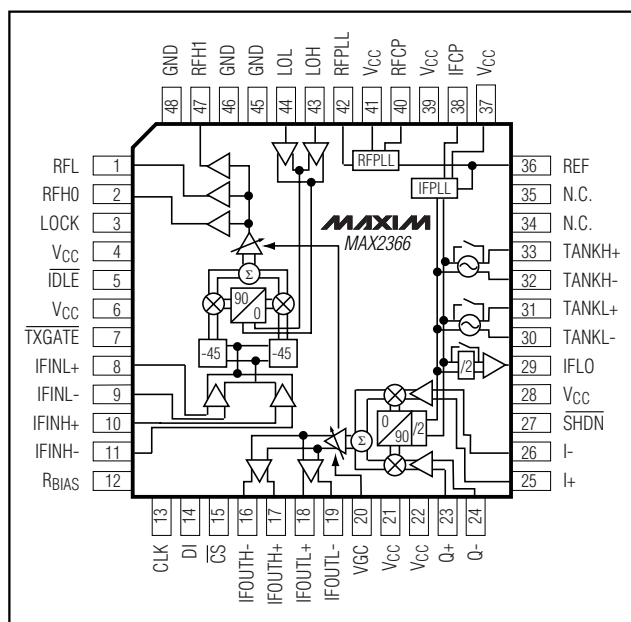 GND
RFH1
GND
GND
LOL
LOH
RFPLL
VCC
RFCP
VCC
IFCP
VCC
48 47 46 45 44 43 42 41 40 39 38 37
RFL 1
RFH0 2
LOCK 3
VCC 4
IDLE 5
VCC 6
TXGATE 7
IFINL+ 8
IFINL- 9
IFINH+ 10
IFINH- 11
RBIAS 12
RFPLL
IFPLL
MAXIM
MAX2366
Σ
90
0
-45 -45
/2
0
90
/2
Σ
36 REF
35 N.C.
34 N.C.
33 TANKH+
32 TANKH-
31 TANKL+
30 TANKL-
29 IFLO
28 VCC
27 SHDN
26 I-
25 I+
13 14 15 16 17 18 19 20 21 22 23 24
CLK
DI
CS
IFOUTH-
IFOUTH+
IFOUTL+
IFOUTL-
VGC
VCC
VCC
Q+
Q-